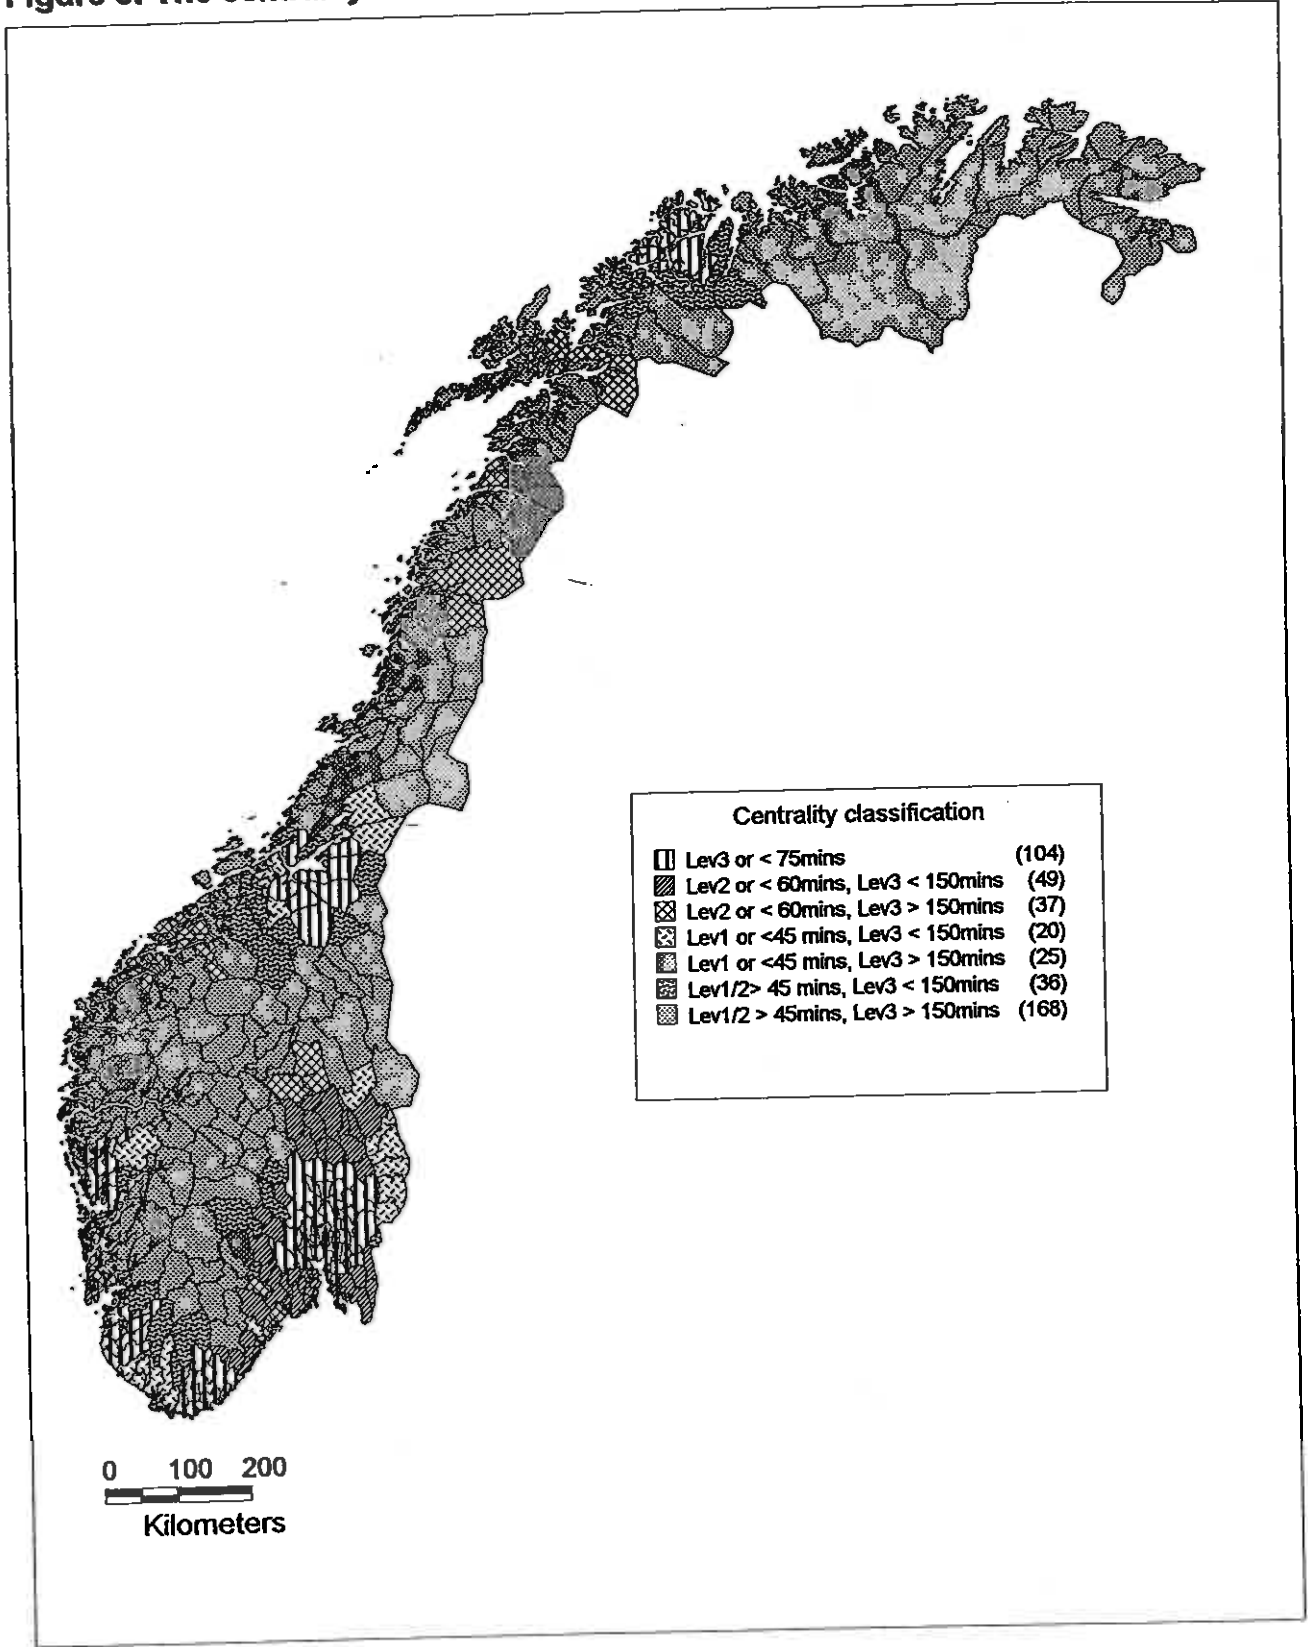 Centrality classification
Lev3 or < 75mins (104)
Lev2 or < 60mins, Lev3 < 150mins (49)
Lev2 or < 60mins, Lev3 > 150mins (37)
Lev1 or <45 mins, Lev3 < 150mins (20)
Lev1 or <45 mins, Lev3 > 150mins (25)
Lev1/2> 45 mins, Lev3 < 150mins (36)
Lev1/2 > 45mins, Lev3 > 150mins (168)
0 100 200
Kilometers